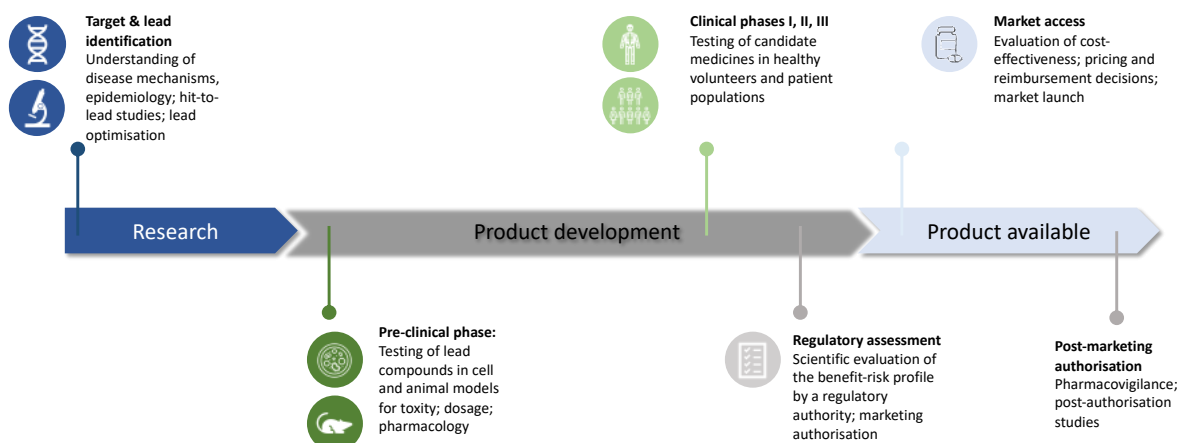 Target & lead
identification
Understanding of
disease mechanisms,
epidemiology; hit-to-
lead studies; lead
optimisation
Clinical phases I, II, III
Testing of candidate
medicines in healthy
volunteers and patient
populations
Market access
Evaluation of cost-
effectiveness; pricing and
reimbursement decisions;
market launch
Research
Product development
Product available
Pre-clinical phase:
Testing of lead
compounds in cell
and animal models
for toxity; dosage;
pharmacology
Regulatory assessment
Scientific evaluation of
the benefit-risk profile
by a regulatory
authority; marketing
authorisation
Post-marketing
authorisation
Pharmacovigilance;
post-authorisation
studies